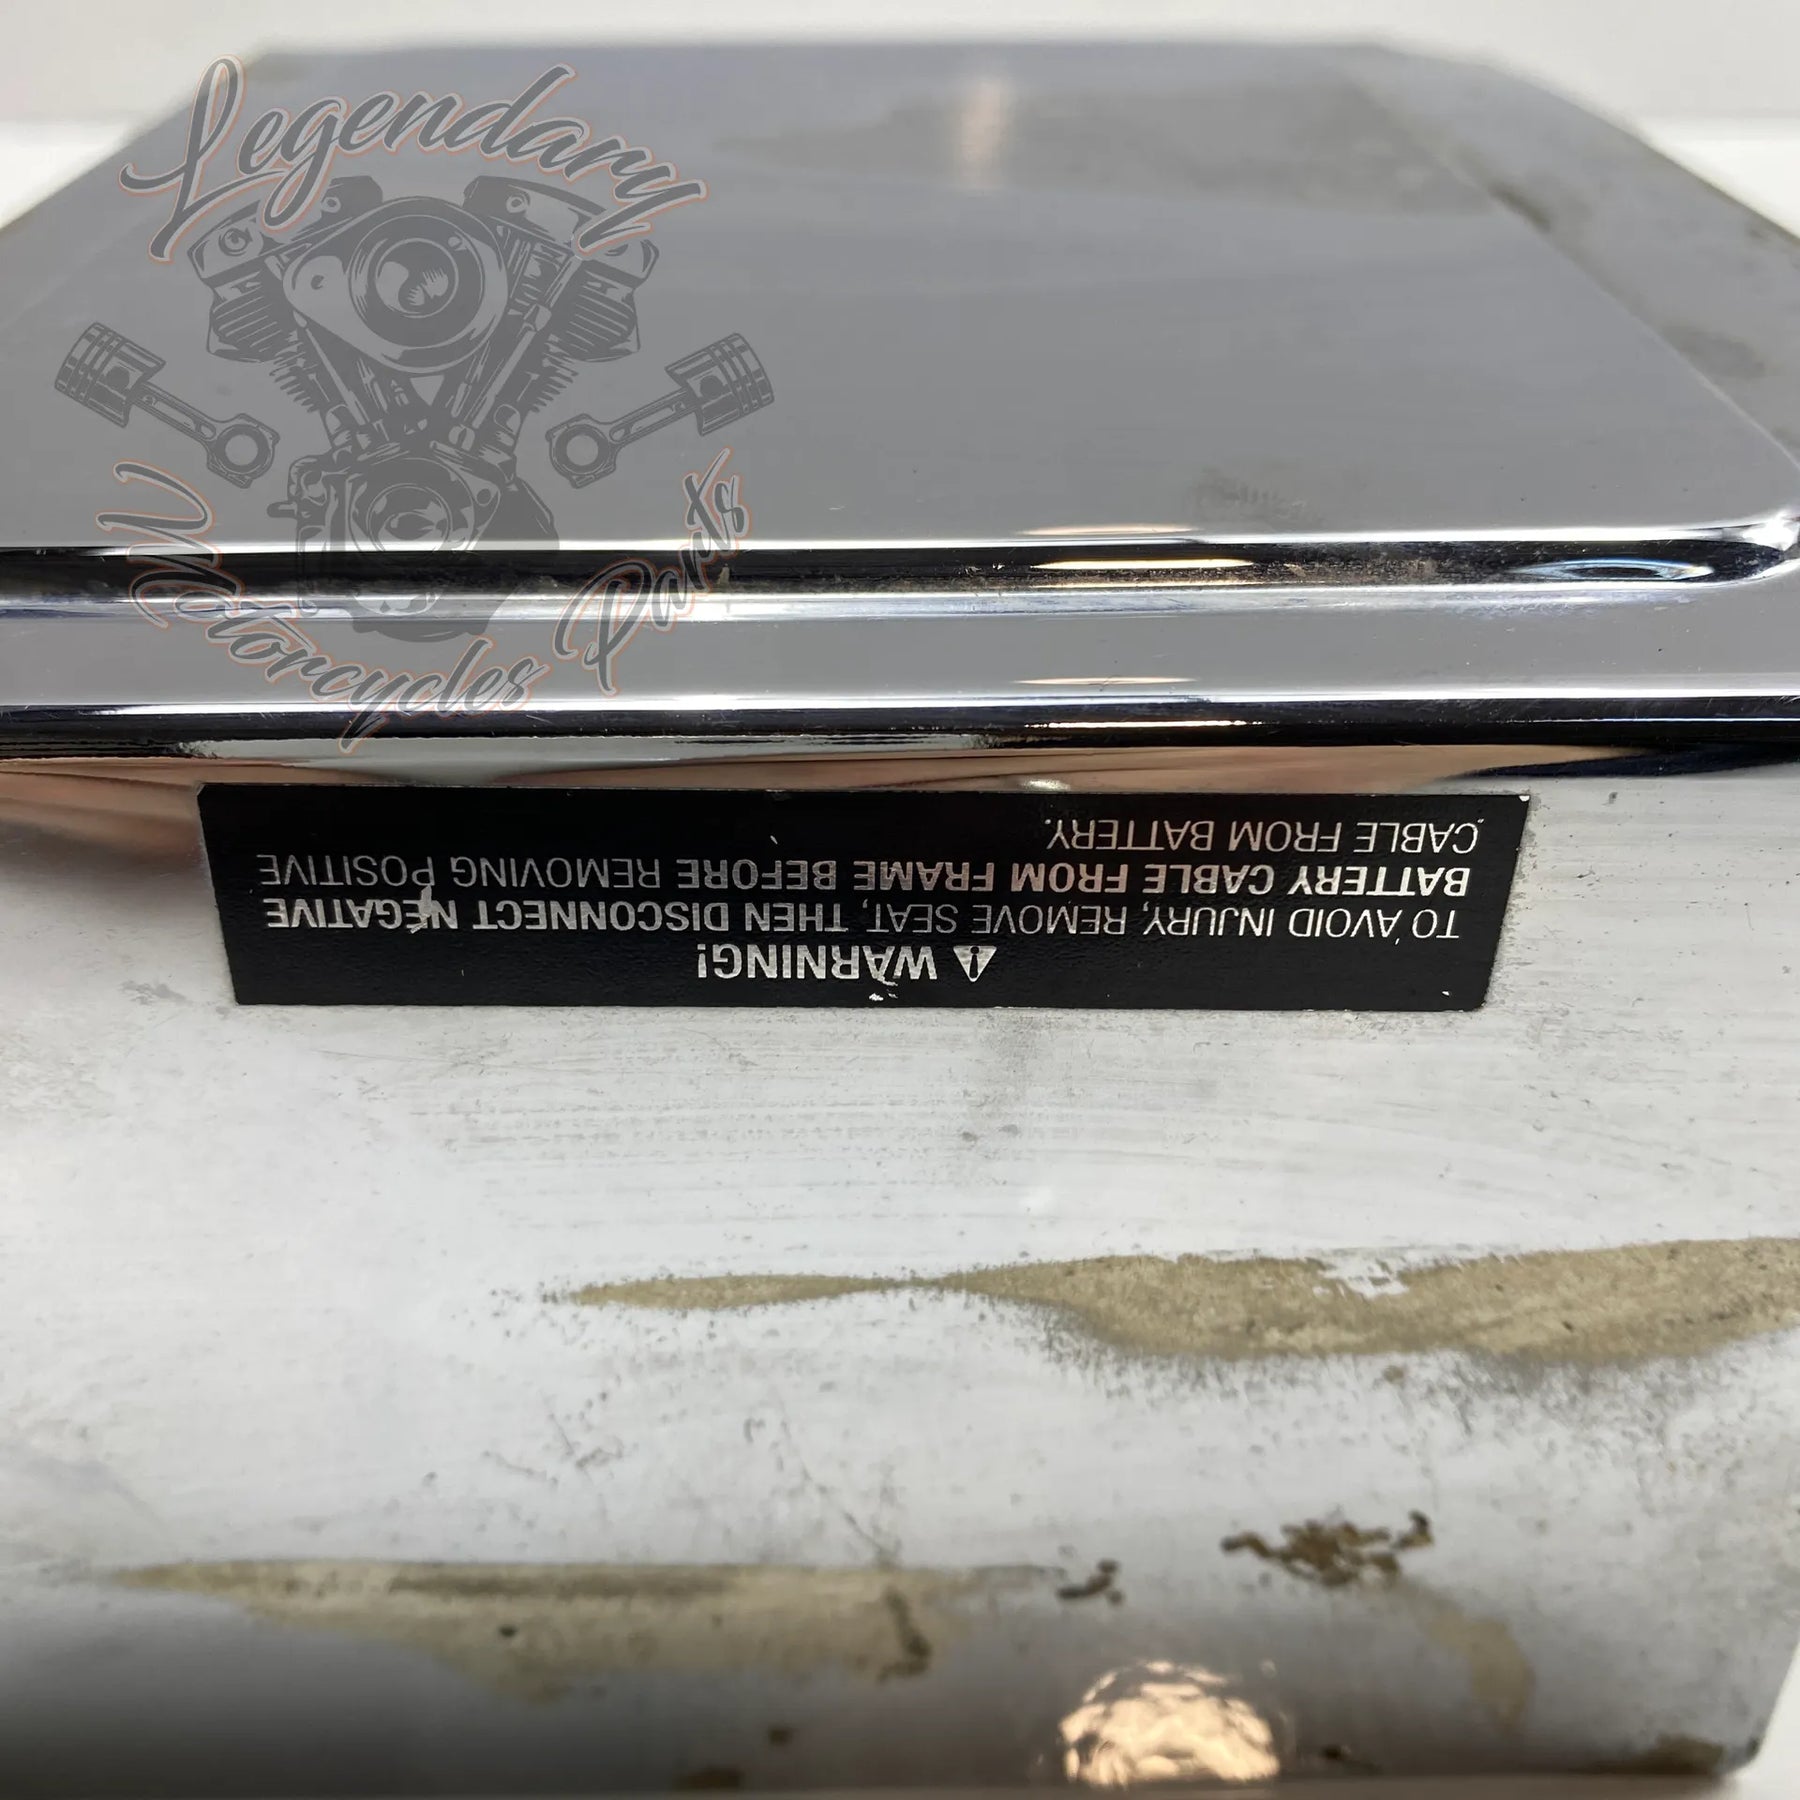 Legendary
Motorcycles Parts
⚠ WARNING!
TO AVOID INJURY, REMOVE SEAT, THEN DISCONNECT NEGATIVE
BATTERY CABLE FROM FRAME BEFORE REMOVING POSITIVE
CABLE FROM BATTERY.